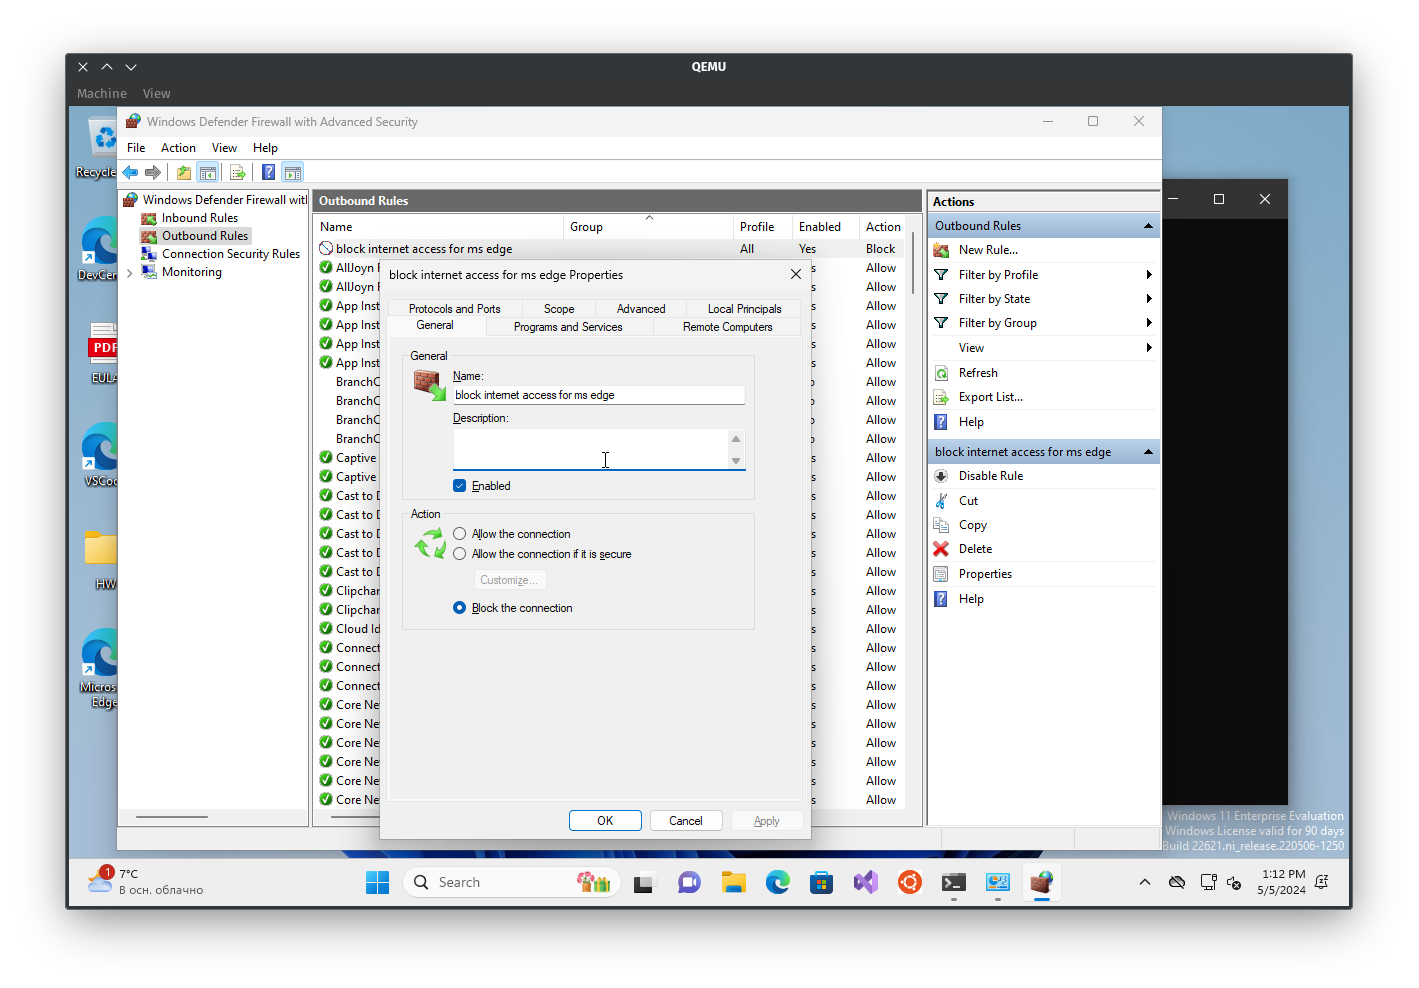 QEMU
Machine View
Windows Defender Firewall with Advanced Security
File Action View Help
Recycle
DevCen
PDF
EULA
VSCod
HW
Micros
Edge
Windows Defender Firewall wit
Inbound Rules
Outbound Rules
Connection Security Rules
Monitoring
Outbound Rules
Name Group Profile Enabled Action
block internet access for ms edge All Yes Block
AllJoyn R s Allow
AllJoyn R s Allow
App Inst s Allow
App Inst s Allow
App Inst s Allow
App Inst s Allow
BranchC o Allow
BranchC o Allow
BranchC o Allow
BranchC o Allow
Captive s Allow
Captive s Allow
Cast to D s Allow
Cast to D s Allow
Cast to D s Allow
Cast to D s Allow
Cast to D s Allow
Clipchar s Allow
Clipchar s Allow
Cloud Id s Allow
Connect s Allow
Connect s Allow
Connect s Allow
Core Ne s Allow
Core Ne s Allow
Core Ne s Allow
Core Ne s Allow
Core Ne s Allow
Core Ne s Allow
block internet access for ms edge Properties
Protocols and Ports Scope Advanced Local Principals
General Programs and Services Remote Computers
General
Name:
block internet access for ms edge
Description:
Enabled
Action
Allow the connection
Allow the connection if it is secure
Customize...
Block the connection
OK Cancel Apply
Actions
Outbound Rules
New Rule...
Filter by Profile
Filter by State
Filter by Group
View
Refresh
Export List...
Help
block internet access for ms edge
Disable Rule
Cut
Copy
Delete
Properties
Help
Windows 11 Enterprise Evaluation
Windows License valid for 90 days
Build 22621.ni_release.220506-1250
1
7°C
В осн. облачно
Search
1:12 PM
5/5/2024